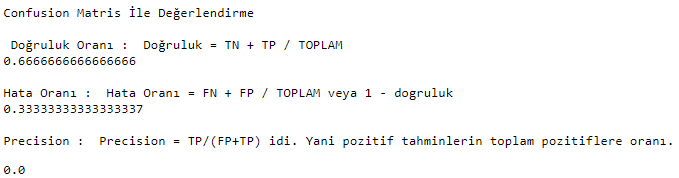 Confusion Matris İle Değerlendirme
Doğruluk Oranı :  Doğruluk = TN + TP / TOPLAM
0.6666666666666666
Hata Oranı :  Hata Oranı = FN + FP / TOPLAM veya 1 - dogruluk
0.33333333333333337
Precision :  Precision = TP/(FP+TP) idi. Yani pozitif tahminlerin toplam pozitiflere oranı.
0.0